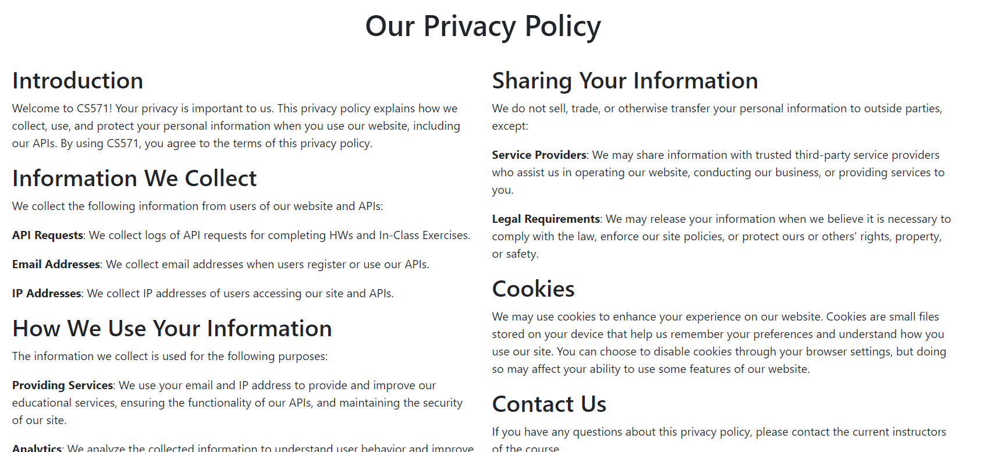 Our Privacy Policy
Introduction
Welcome to CS571! Your privacy is important to us. This privacy policy explains how we
collect, use, and protect your personal information when you use our website, including
our APIs. By using CS571, you agree to the terms of this privacy policy.
Information We Collect
We collect the following information from users of our website and APIs:
API Requests: We collect logs of API requests for completing HWs and In-Class Exercises.
Email Addresses: We collect email addresses when users register or use our APIs.
IP Addresses: We collect IP addresses of users accessing our site and APIs.
How We Use Your Information
The information we collect is used for the following purposes:
Providing Services: We use your email and IP address to provide and improve our
educational services, ensuring the functionality of our APIs, and maintaining the security
of our site.
Analytics: We analyze the collected information to understand user behavior and improve
Sharing Your Information
We do not sell, trade, or otherwise transfer your personal information to outside parties,
except:
Service Providers: We may share information with trusted third-party service providers
who assist us in operating our website, conducting our business, or providing services to
you.
Legal Requirements: We may release your information when we believe it is necessary to
comply with the law, enforce our site policies, or protect ours or others' rights, property,
or safety.
Cookies
We may use cookies to enhance your experience on our website. Cookies are small files
stored on your device that help us remember your preferences and understand how you
use our site. You can choose to disable cookies through your browser settings, but doing
so may affect your ability to use some features of our website.
Contact Us
If you have any questions about this privacy policy, please contact the current instructors
of the course